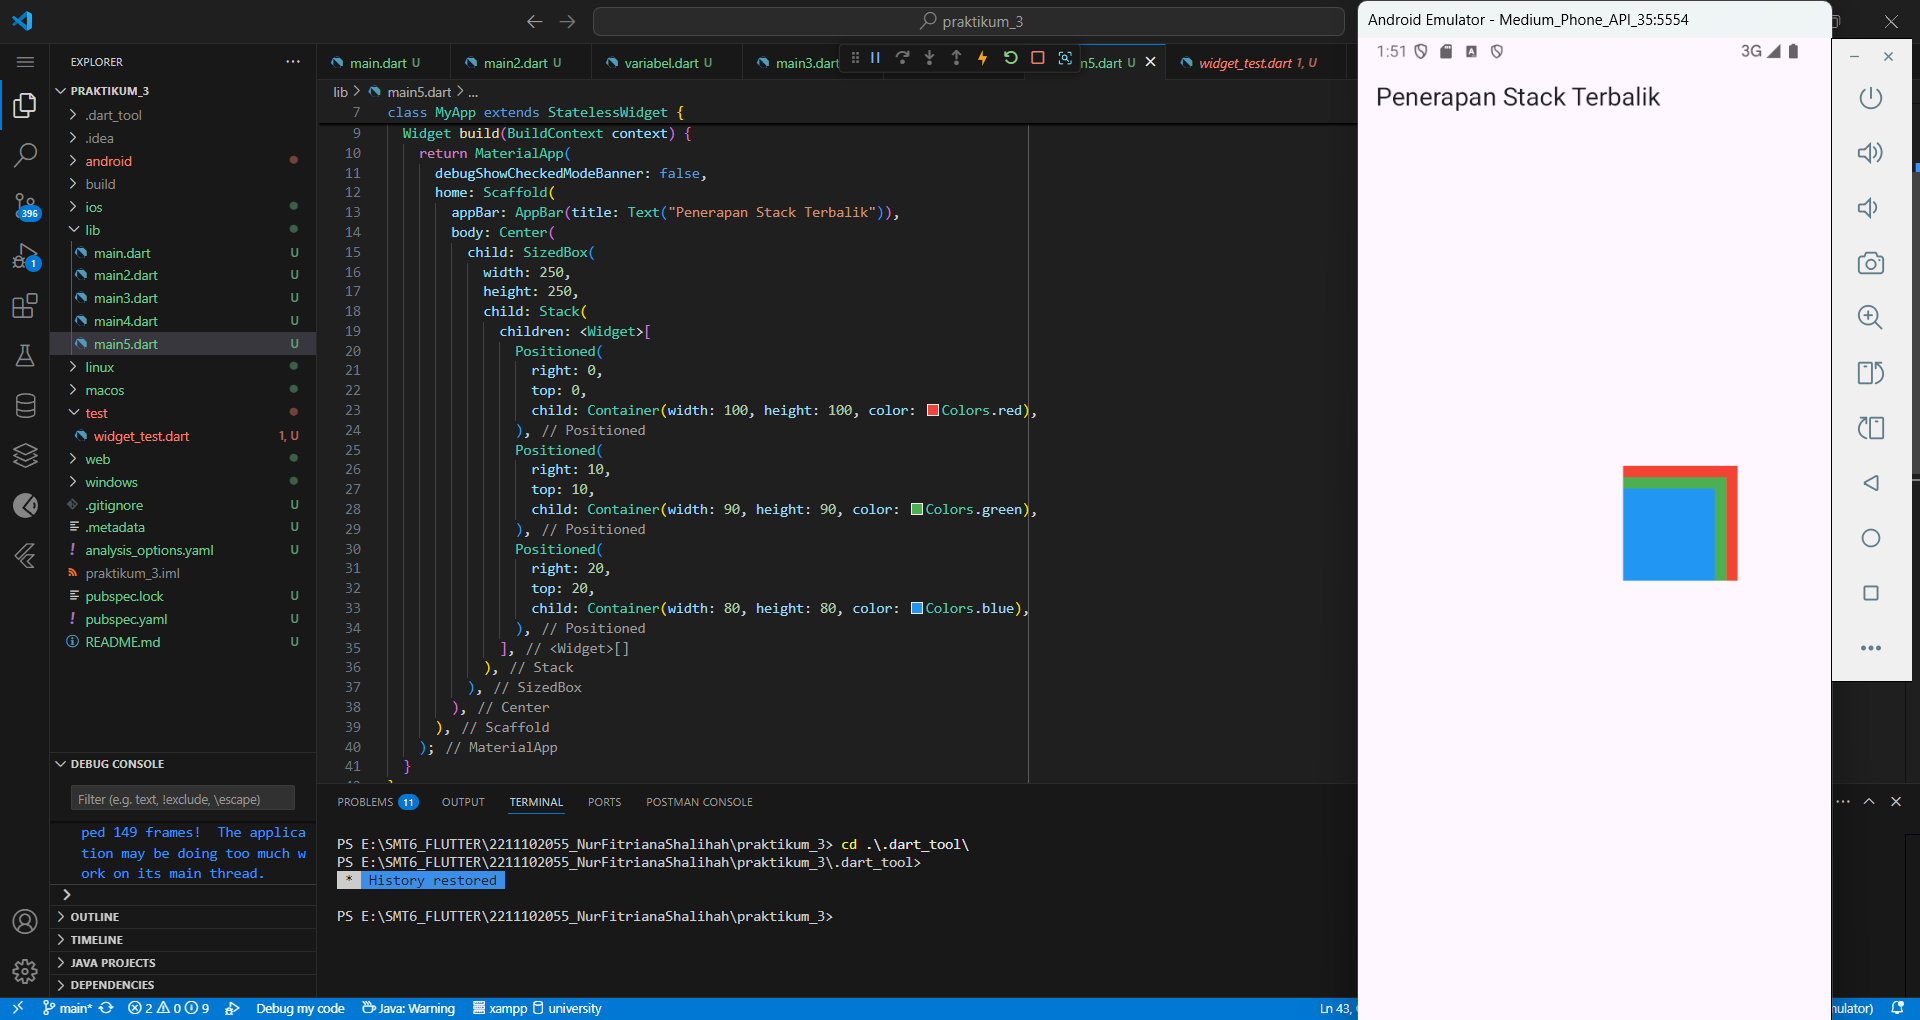 praktikum_3
EXPLORER
PRAKTIKUM_3
.dart_tool
.idea
android
build
ios
lib
main.dart U
main2.dart U
main3.dart U
main4.dart U
main5.dart U
linux
macos
test
widget_test.dart 1, U
web
windows
.gitignore U
.metadata U
analysis_options.yaml U
praktikum_3.iml
pubspec.lock U
pubspec.yaml U
README.md U
396
1
DEBUG CONSOLE
Filter (e.g. text, !exclude, \escape)
ped 149 frames!  The applica
tion may be doing too much w
ork on its main thread.
OUTLINE
TIMELINE
JAVA PROJECTS
DEPENDENCIES
main.dart U
main2.dart U
variabel.dart U
main3.dart
n5.dart U
widget_test.dart 1, U
lib > main5.dart > ...
7 class MyApp extends StatelessWidget {
9 Widget build(BuildContext context) {
10 return MaterialApp(
11 debugShowCheckedModeBanner: false,
12 home: Scaffold(
13 appBar: AppBar(title: Text("Penerapan Stack Terbalik")),
14 body: Center(
15 child: SizedBox(
16 width: 250,
17 height: 250,
18 child: Stack(
19 children: <Widget>[
20 Positioned(
21 right: 0,
22 top: 0,
23 child: Container(width: 100, height: 100, color: Colors.red),
24 ), // Positioned
25 Positioned(
26 right: 10,
27 top: 10,
28 child: Container(width: 90, height: 90, color: Colors.green),
29 ), // Positioned
30 Positioned(
31 right: 20,
32 top: 20,
33 child: Container(width: 80, height: 80, color: Colors.blue),
34 ), // Positioned
35 ], // <Widget>[]
36 ), // Stack
37 ), // SizedBox
38 ), // Center
39 ), // Scaffold
40 ); // MaterialApp
41 }
PROBLEMS 11 OUTPUT TERMINAL PORTS POSTMAN CONSOLE
PS E:\SMT6_FLUTTER\2211102055_NurFitrianaShalihah\praktikum_3> cd .\.dart_tool\
PS E:\SMT6_FLUTTER\2211102055_NurFitrianaShalihah\praktikum_3\.dart_tool>
* History restored
PS E:\SMT6_FLUTTER\2211102055_NurFitrianaShalihah\praktikum_3>
Android Emulator - Medium_Phone_API_35:5554
1:51 3G
Penerapan Stack Terbalik
main* 2 0 9 Debug my code Java: Warning xampp university Ln 43, mulator)